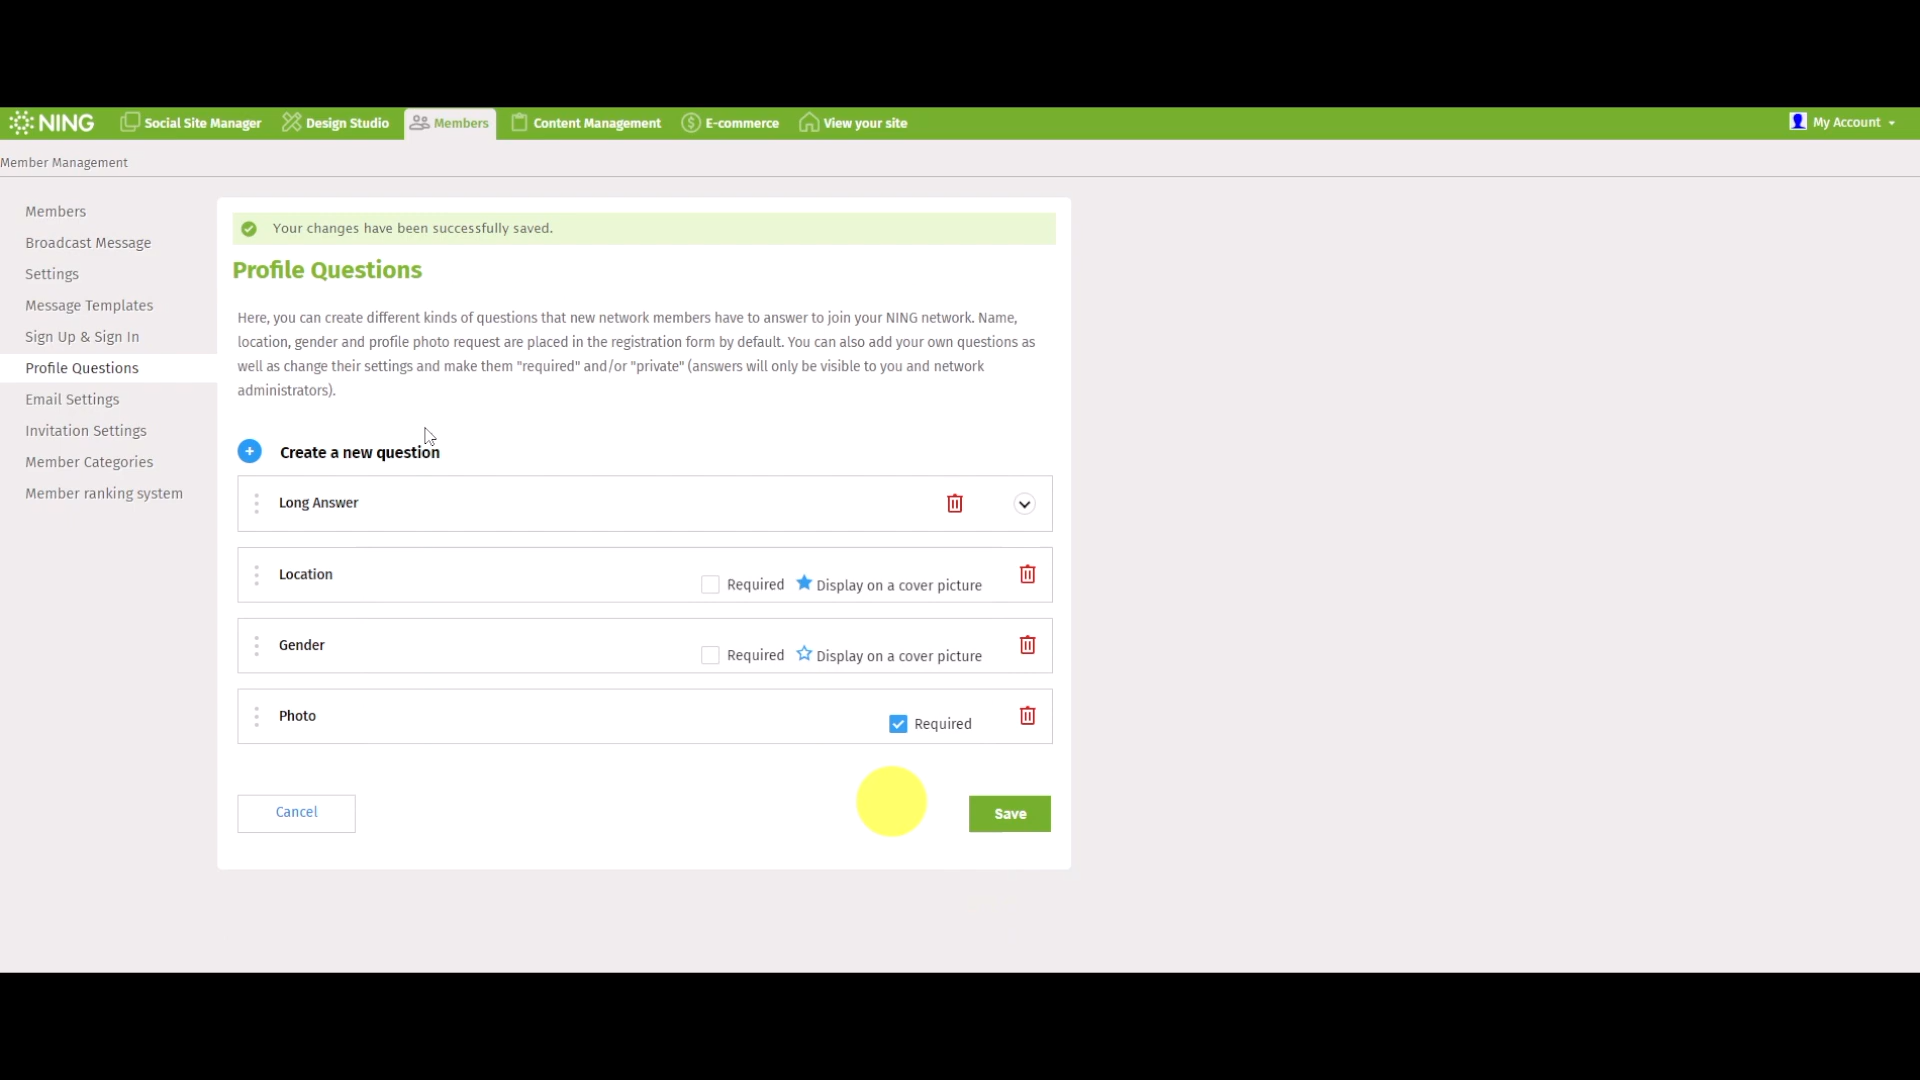 NING Social Site Manager Design Studio Members Content Management E-commerce View your site My Account
Member Management
Members
Broadcast Message
Settings
Message Templates
Sign Up & Sign In
Profile Questions
Email Settings
Invitation Settings
Member Categories
Member ranking system
Your changes have been successfully saved.
Profile Questions
Here, you can create different kinds of questions that new network members have to answer to join your NING network. Name,
location, gender and profile photo request are placed in the registration form by default. You can also add your own questions as
well as change their settings and make them "required" and/or "private" (answers will only be visible to you and network
administrators).
Create a new question
Long Answer
Location Required Display on a cover picture
Gender Required Display on a cover picture
Photo Required
Cancel Save